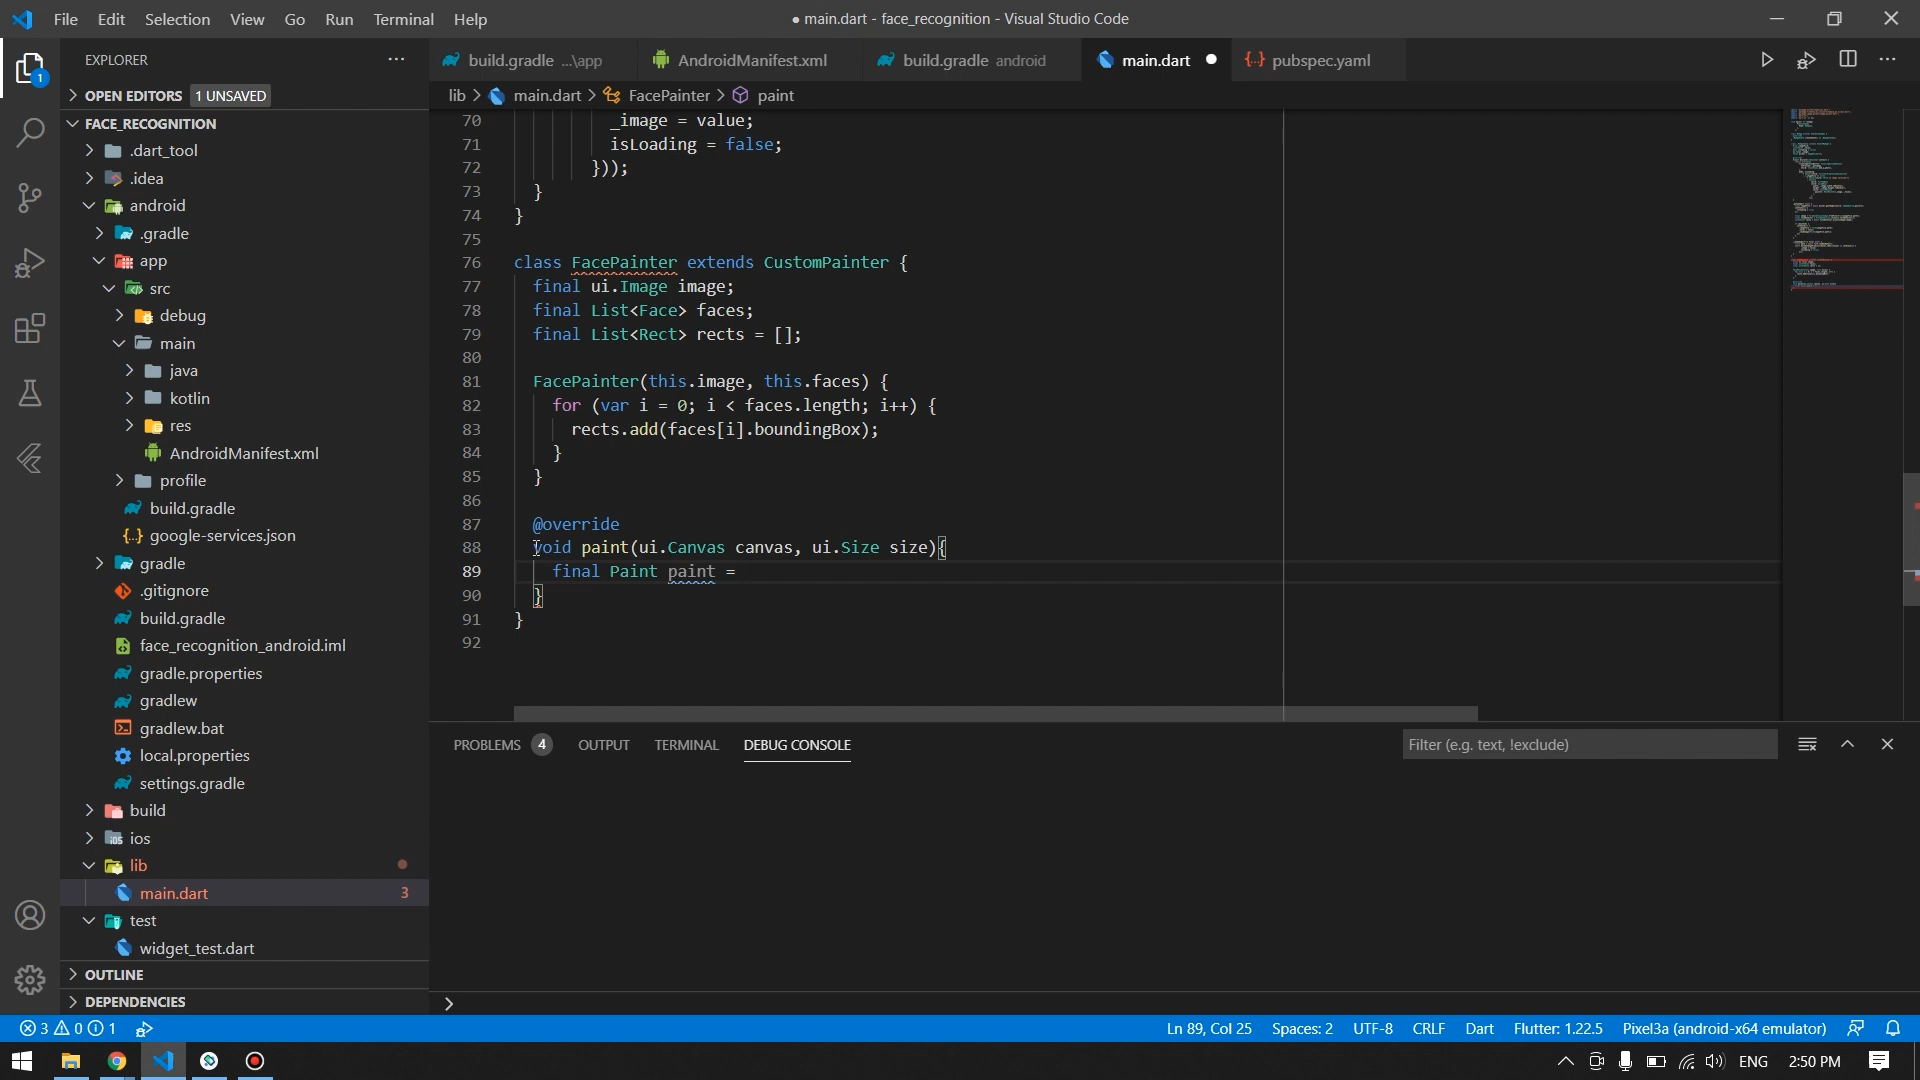 File Edit Selection View Go Run Terminal Help
● main.dart - face_recognition - Visual Studio Code
EXPLORER
build.gradle ...\app
AndroidManifest.xml
build.gradle android
main.dart
pubspec.yaml
OPEN EDITORS 1 UNSAVED
lib > main.dart > FacePainter > paint
FACE_RECOGNITION
.dart_tool
.idea
android
.gradle
app
src
debug
main
java
kotlin
res
AndroidManifest.xml
profile
build.gradle
google-services.json
gradle
.gitignore
build.gradle
face_recognition_android.iml
gradle.properties
gradlew
gradlew.bat
local.properties
settings.gradle
build
ios
lib
main.dart 3
test
widget_test.dart
OUTLINE
DEPENDENCIES
70 _image = value;
71 isLoading = false;
72 }));
73 }
74 }
75
76 class FacePainter extends CustomPainter {
77 final ui.Image image;
78 final List<Face> faces;
79 final List<Rect> rects = [];
80
81 FacePainter(this.image, this.faces) {
82 for (var i = 0; i < faces.length; i++) {
83 rects.add(faces[i].boundingBox);
84 }
85 }
86
87 @override
88 void paint(ui.Canvas canvas, ui.Size size){
89 final Paint paint =
90 }
91 }
92
PROBLEMS 4 OUTPUT TERMINAL DEBUG CONSOLE
Filter (e.g. text, !exclude)
3 0 1
Ln 89, Col 25 Spaces: 2 UTF-8 CRLF Dart Flutter: 1.22.5 Pixel3a (android-x64 emulator)
ENG 2:50 PM